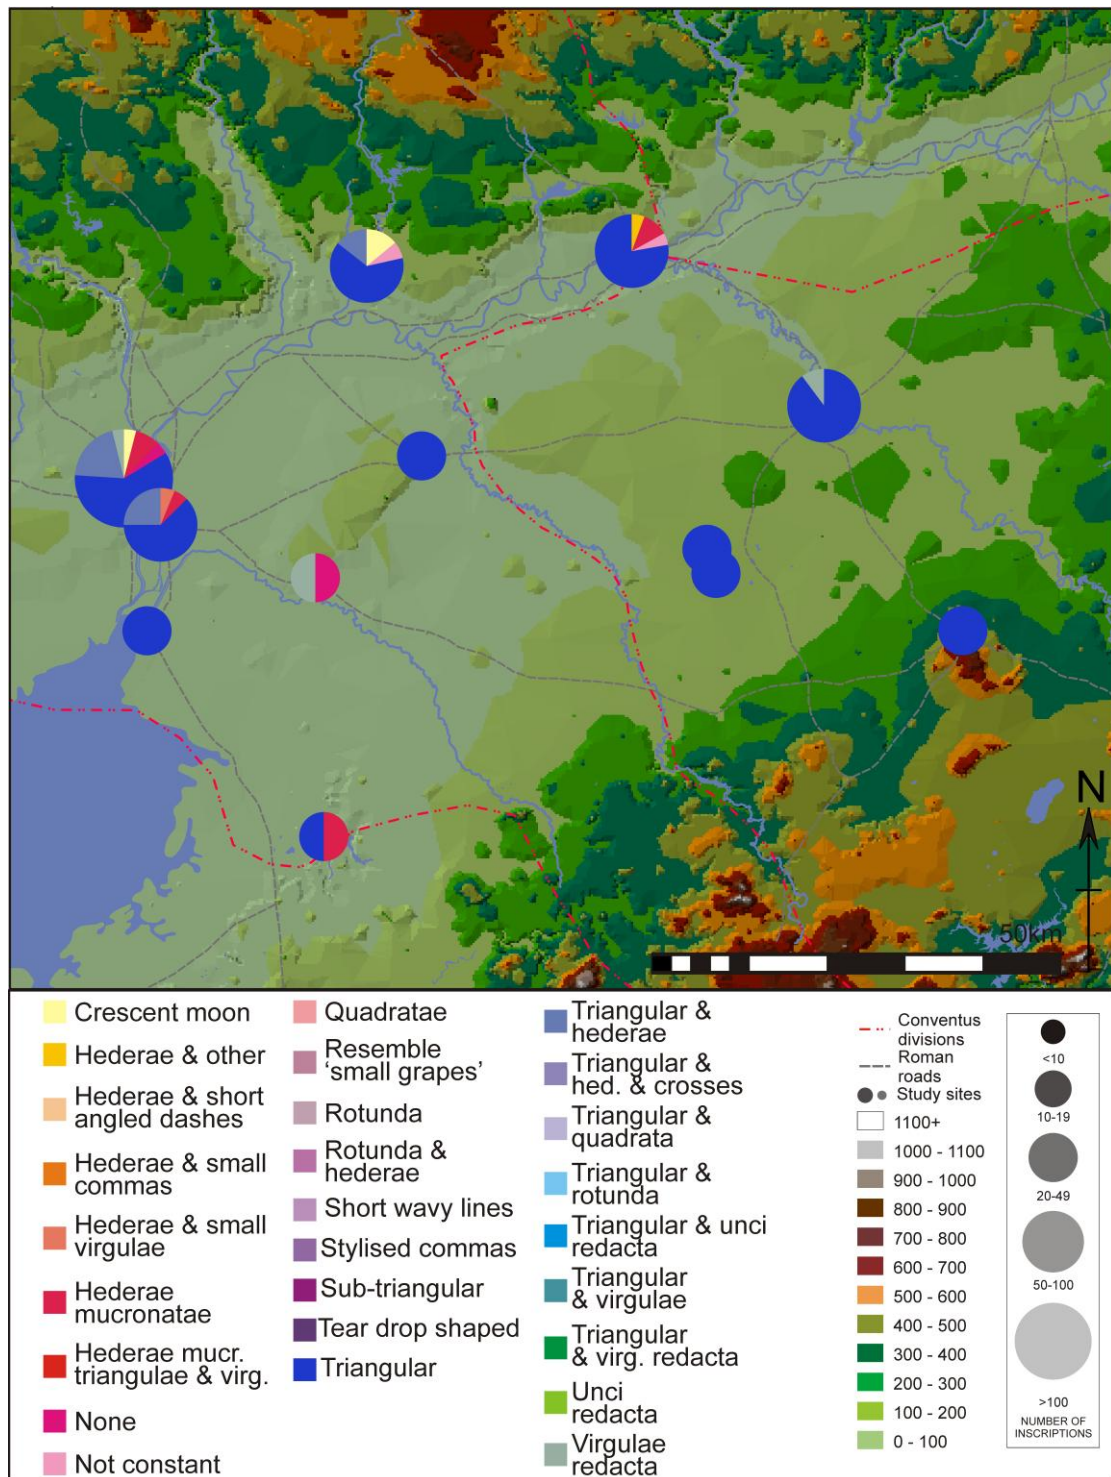 N
50km
Crescent moon
Hederae & other
Hederae & short
angled dashes
Hederae & small
commas
Hederae & small
virgulae
Hederae
mucronatae
Hederae mucr.
triangulae & virg.
None
Not constant
Quadratae
Resemble
'small grapes'
Rotunda
Rotunda &
hederae
Short wavy lines
Stylised commas
Sub-triangular
Tear drop shaped
Triangular
Triangular &
hederae
Triangular &
hed. & crosses
Triangular &
quadrata
Triangular &
rotunda
Triangular & unci
redacta
Triangular
& virgulae
Triangular
& virg. redacta
Unci
redacta
Virgulae
redacta
Conventus
divisions
Roman
roads
Study sites
1100+
1000 - 1100
900 - 1000
800 - 900
700 - 800
600 - 700
500 - 600
400 - 500
300 - 400
200 - 300
100 - 200
0 - 100
<10
10-19
20-49
50-100
>100
NUMBER OF
INSCRIPTIONS